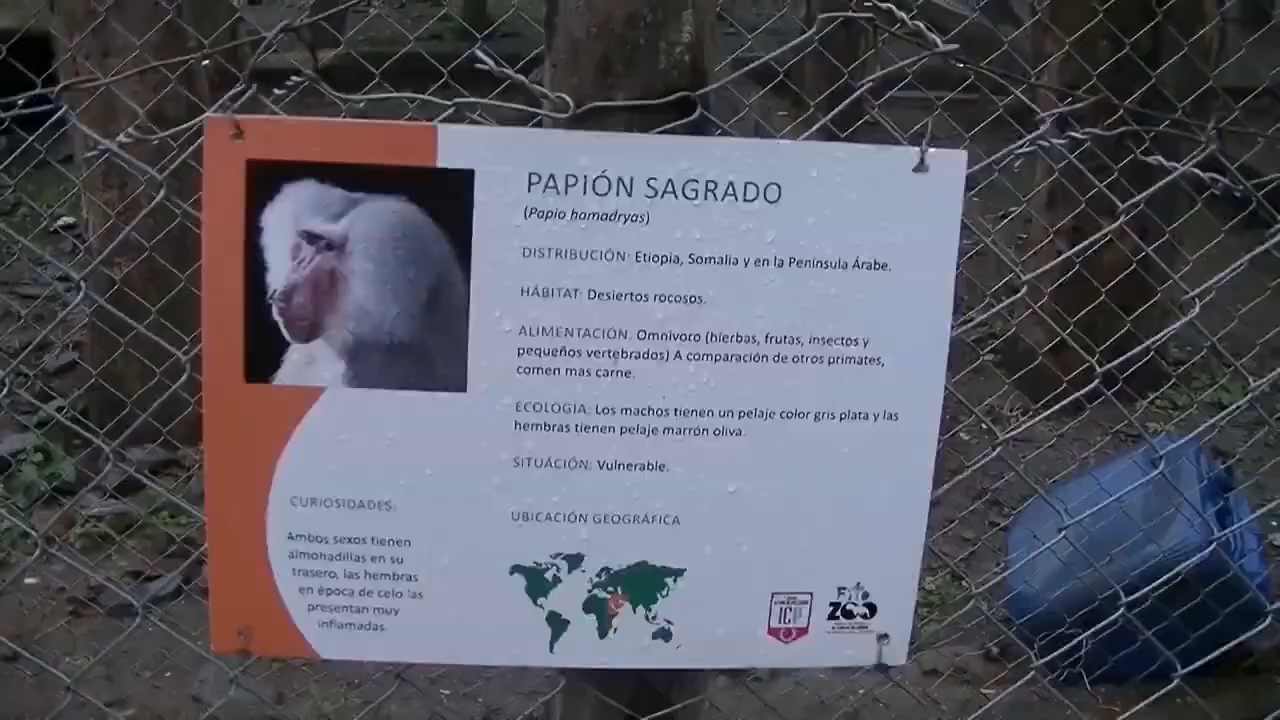 PAPIÓN SAGRADO
(Papio hamadryas)
DISTRIBUCIÓN: Etiopia, Somalia y en la Península Árabe.
HÁBITAT: Desiertos rocosos.
ALIMENTACIÓN: Omnivoro (hierbas, frutas, insectos y
pequeños vertebrados) A comparación de otros primates,
comen mas carne.
ECOLOGÍA: Los machos tienen un pelaje color gris plata y las
hembras tienen pelaje marrón oliva.
SITUACIÓN: Vulnerable.
CURIOSIDADES:
Ambos sexos tienen
almohadillas en su
trasero, las hembras
en época de celo las
presentan muy
inflamadas.
UBICACIÓN GEOGRÁFICA
ZOO